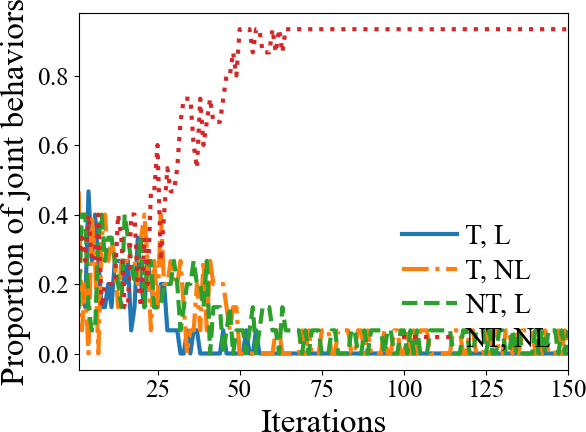 Proportion of joint behaviors
0.8
0.6
0.4
0.2
0.0
T, L
T, NL
NT, L
NT, NL
25
50
75
100
125
150
Iterations